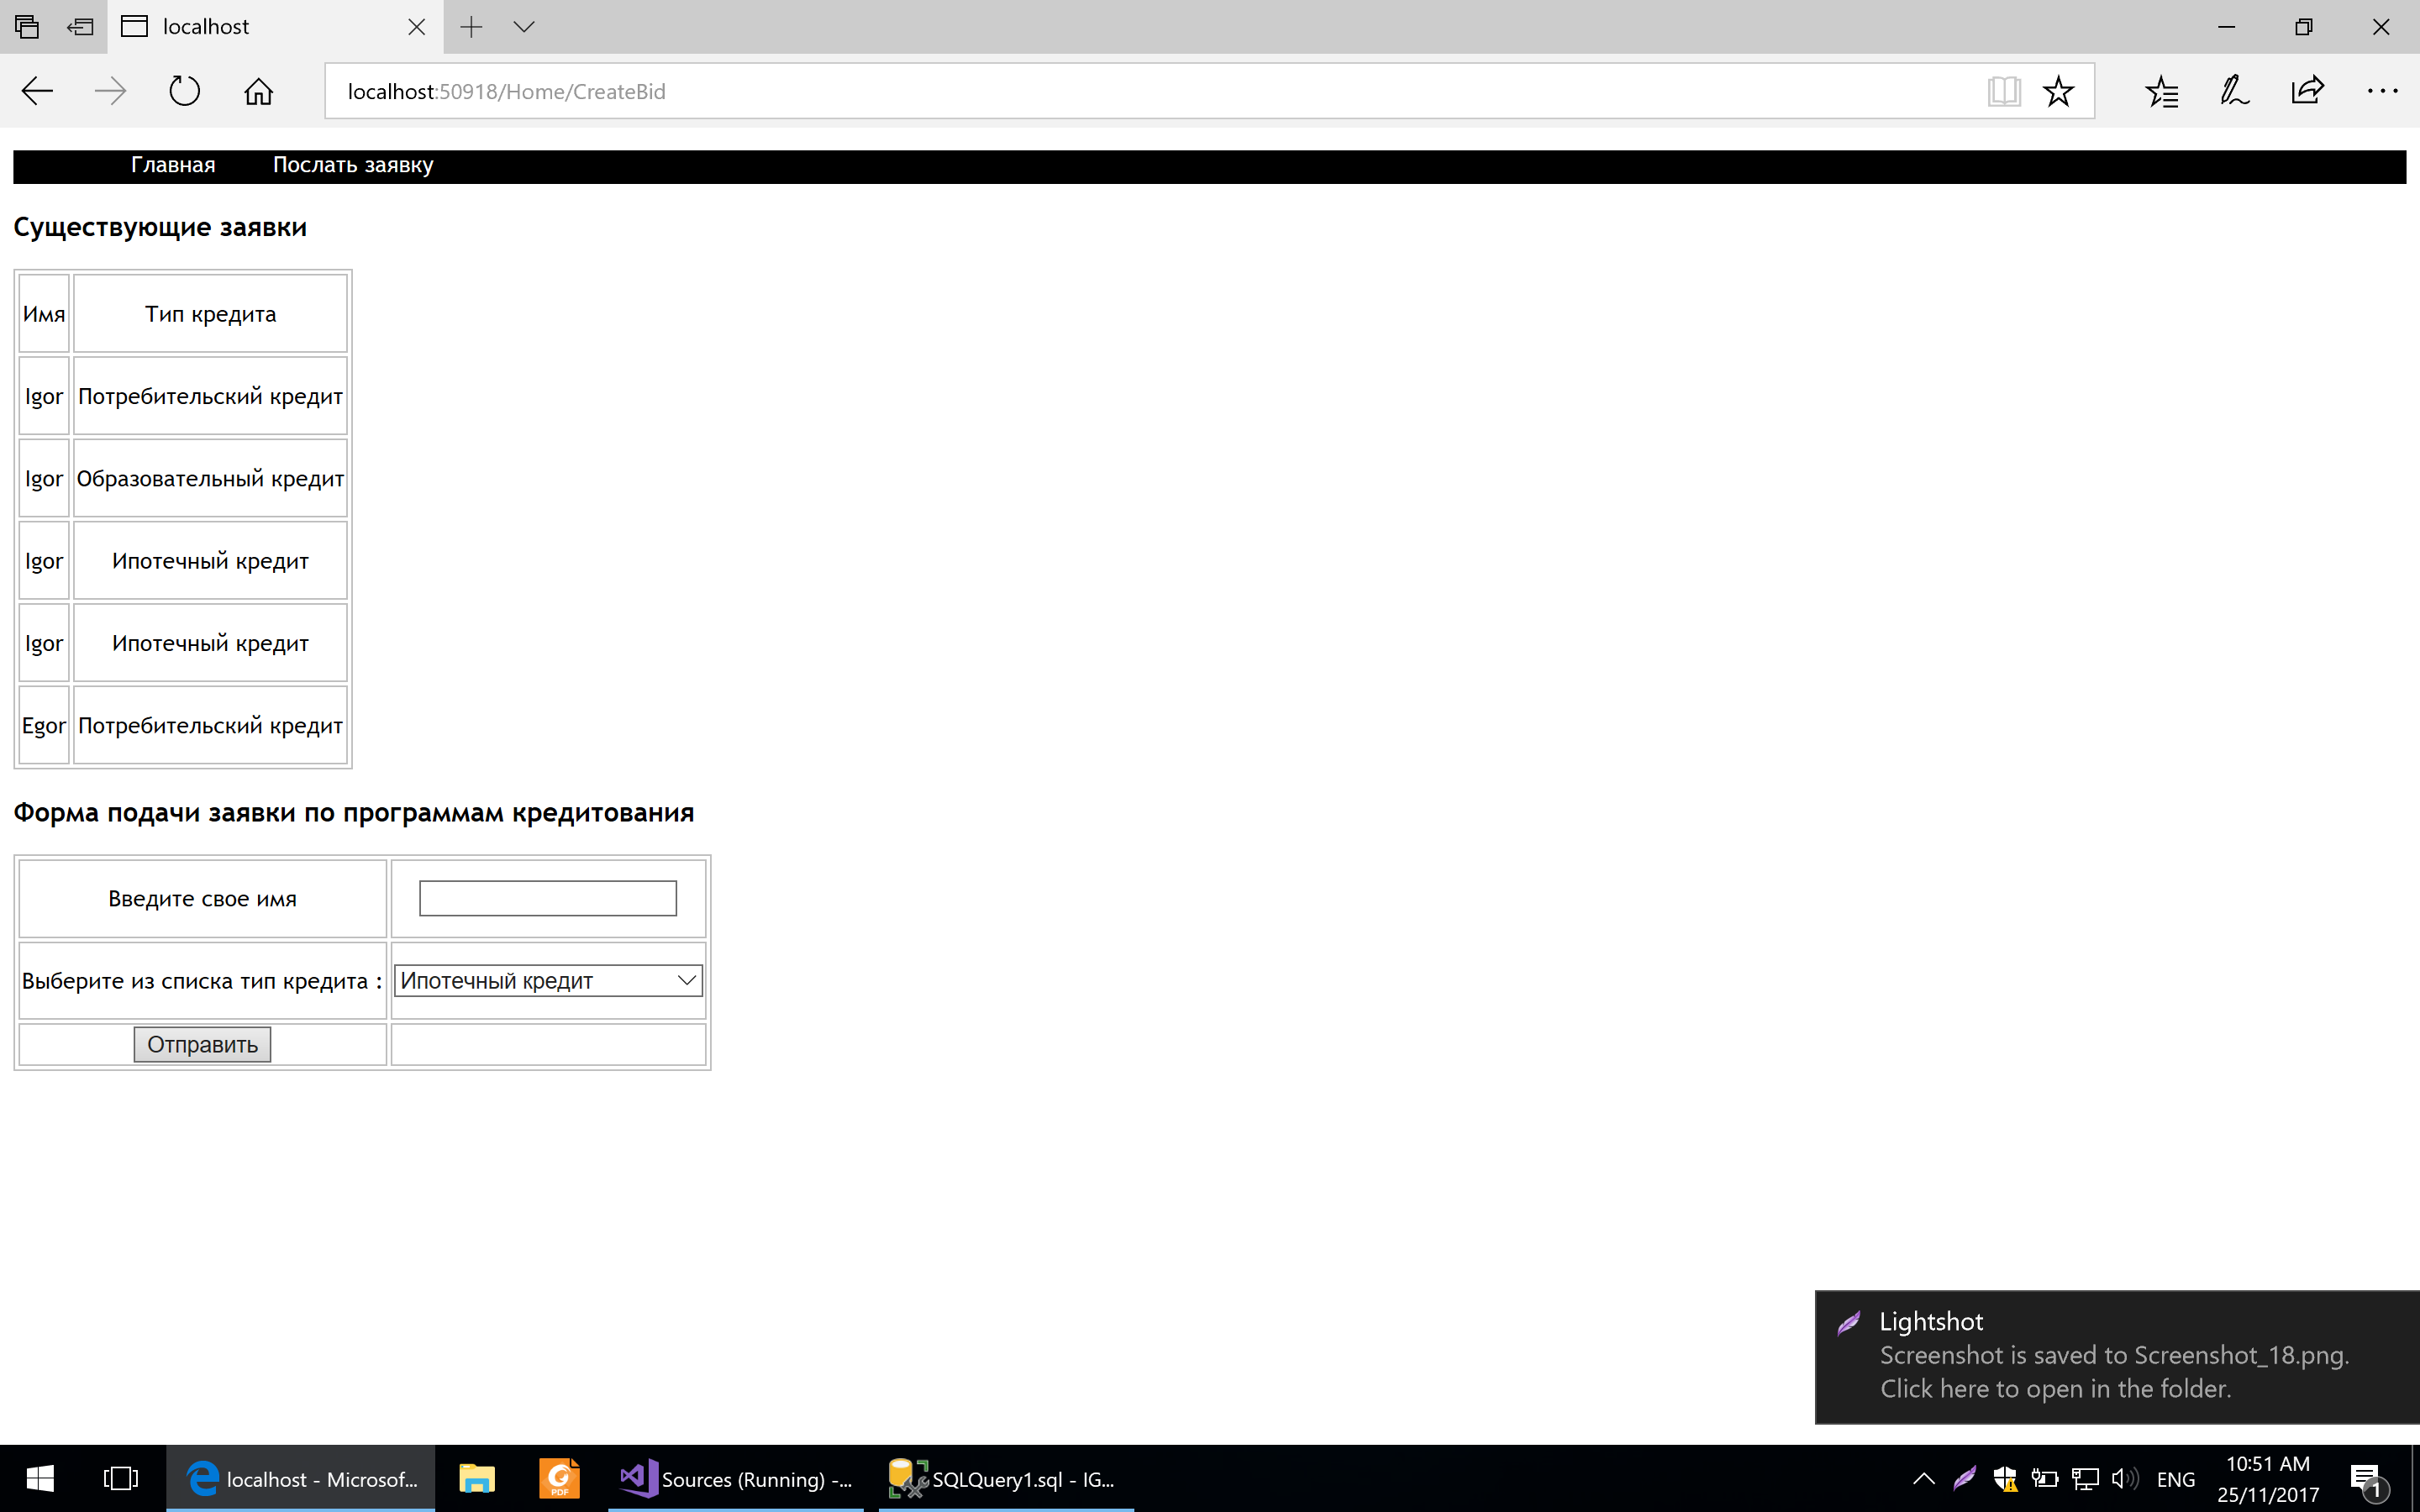 localhost
localhost:50918/Home/CreateBid
Главная Послать заявку
Существующие заявки
Имя Тип кредита
Igor Потребительский кредит
Igor Образовательный кредит
Igor Ипотечный кредит
Igor Ипотечный кредит
Egor Потребительский кредит
Форма подачи заявки по программам кредитования
Введите свое имя
Выберите из списка тип кредита : Ипотечный кредит
Отправить
Lightshot
Screenshot is saved to Screenshot_18.png.
Click here to open in the folder.
localhost - Microsof... PDF Sources (Running) -... SQLQuery1.sql - IG... ENG 10:51 AM
25/11/2017 1